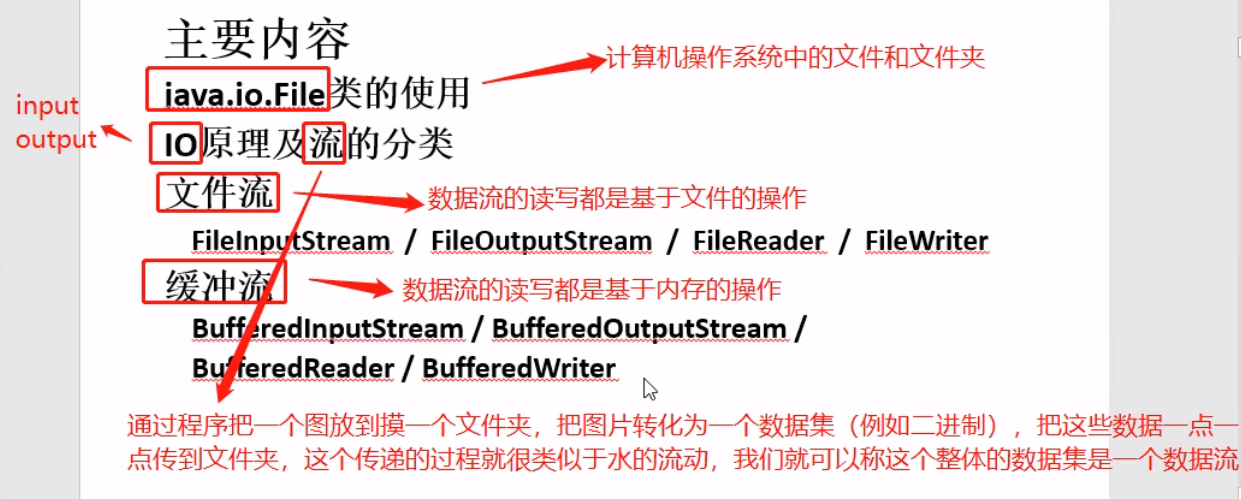 主要内容
java.io.File类的使用
计算机操作系统中的文件和文件夹
input
output
IO原理及流的分类
文件流
数据流的读写都是基于文件的操作
FileInputStream / FileOutputStream / FileReader / FileWriter
缓冲流
数据流的读写都是基于内存的操作
BufferedInputStream / BufferedOutputStream /
BufferedReader / BufferedWriter
通过程序把一个图放到摸一个文件夹，把图片转化为一个数据集（例如二进制），把这些数据一点一
点传到文件夹，这个传递的过程就很类似于水的流动，我们就可以称这个整体的数据集是一个数据流